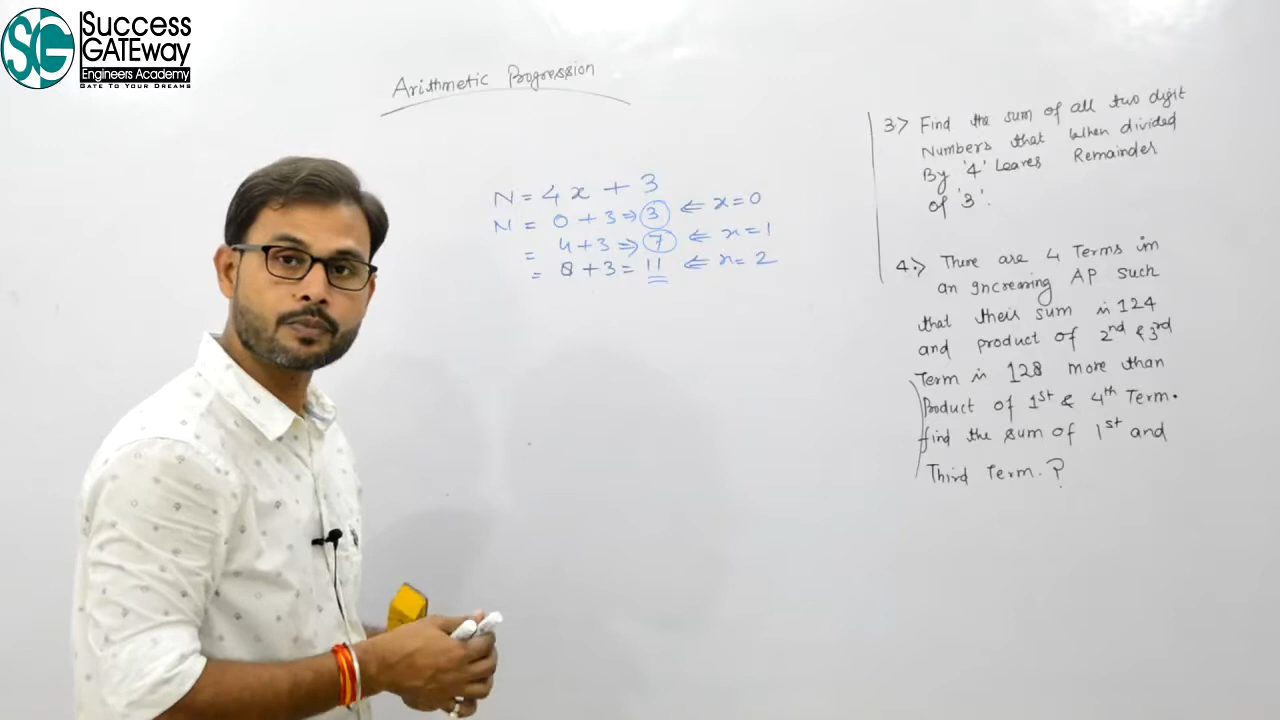 Success
GATEway
Engineers Academy
GATE TO YOUR DREAMS
SG
Arithmetic Progression
N = 4x + 3
N = 0 + 3 ⇒ 3 ⇐ x = 0
= 4 + 3 ⇒ 7 ⇐ x = 1
= 8 + 3 = 11 ⇐ x = 2
3.> Find the sum of all two digit
Numbers that when divided
By '4' Leaves Remainder
of '3'.
4.> There are 4 Terms in
an Increasing AP such
that their sum is 124
and product of 2nd & 3rd
Term is 128 more than
Product of 1st & 4th Term.
find the sum of 1st and
Third Term. ?